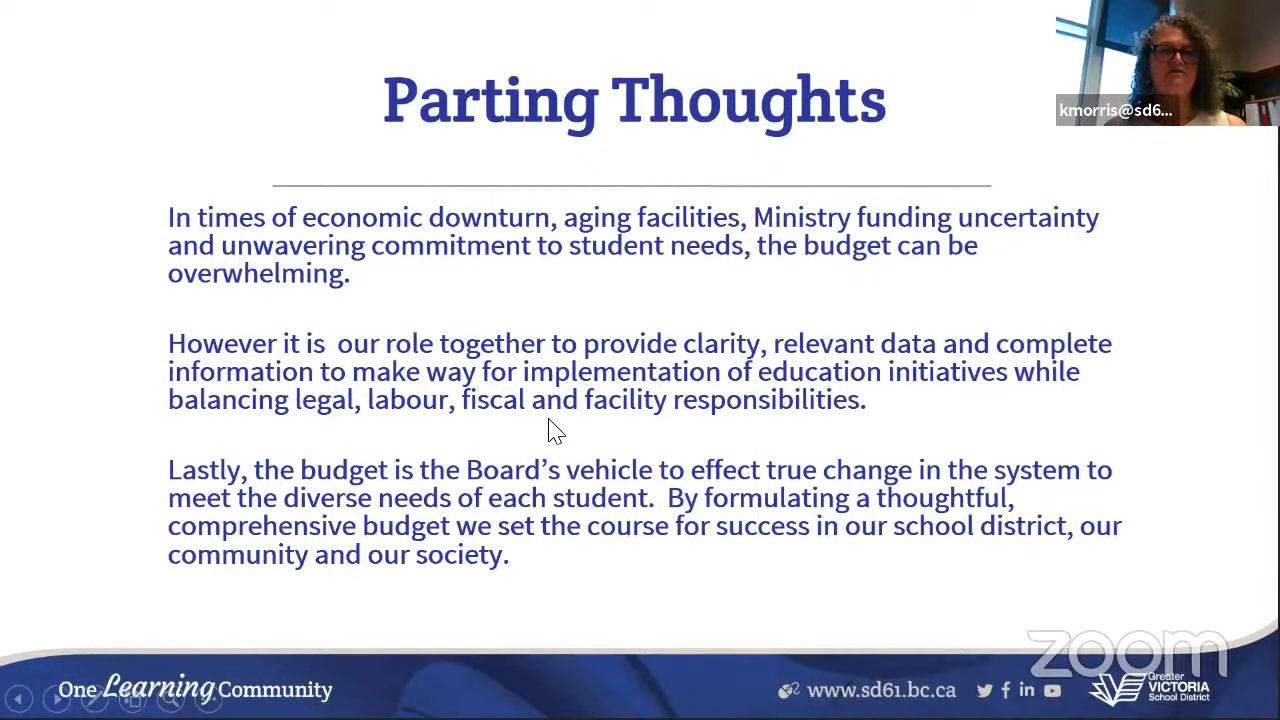 Parting Thoughts
kmorris@sd6...
In times of economic downturn, aging facilities, Ministry funding uncertainty
and unwavering commitment to student needs, the budget can be
overwhelming.
However it is  our role together to provide clarity, relevant data and complete
information to make way for implementation of education initiatives while
balancing legal, labour, fiscal and facility responsibilities.
Lastly, the budget is the Board’s vehicle to effect true change in the system to
meet the diverse needs of each student.  By formulating a thoughtful,
comprehensive budget we set the course for success in our school district, our
community and our society.
zoom
One Learning Community
www.sd61.bc.ca
Greater
VICTORIA
School District